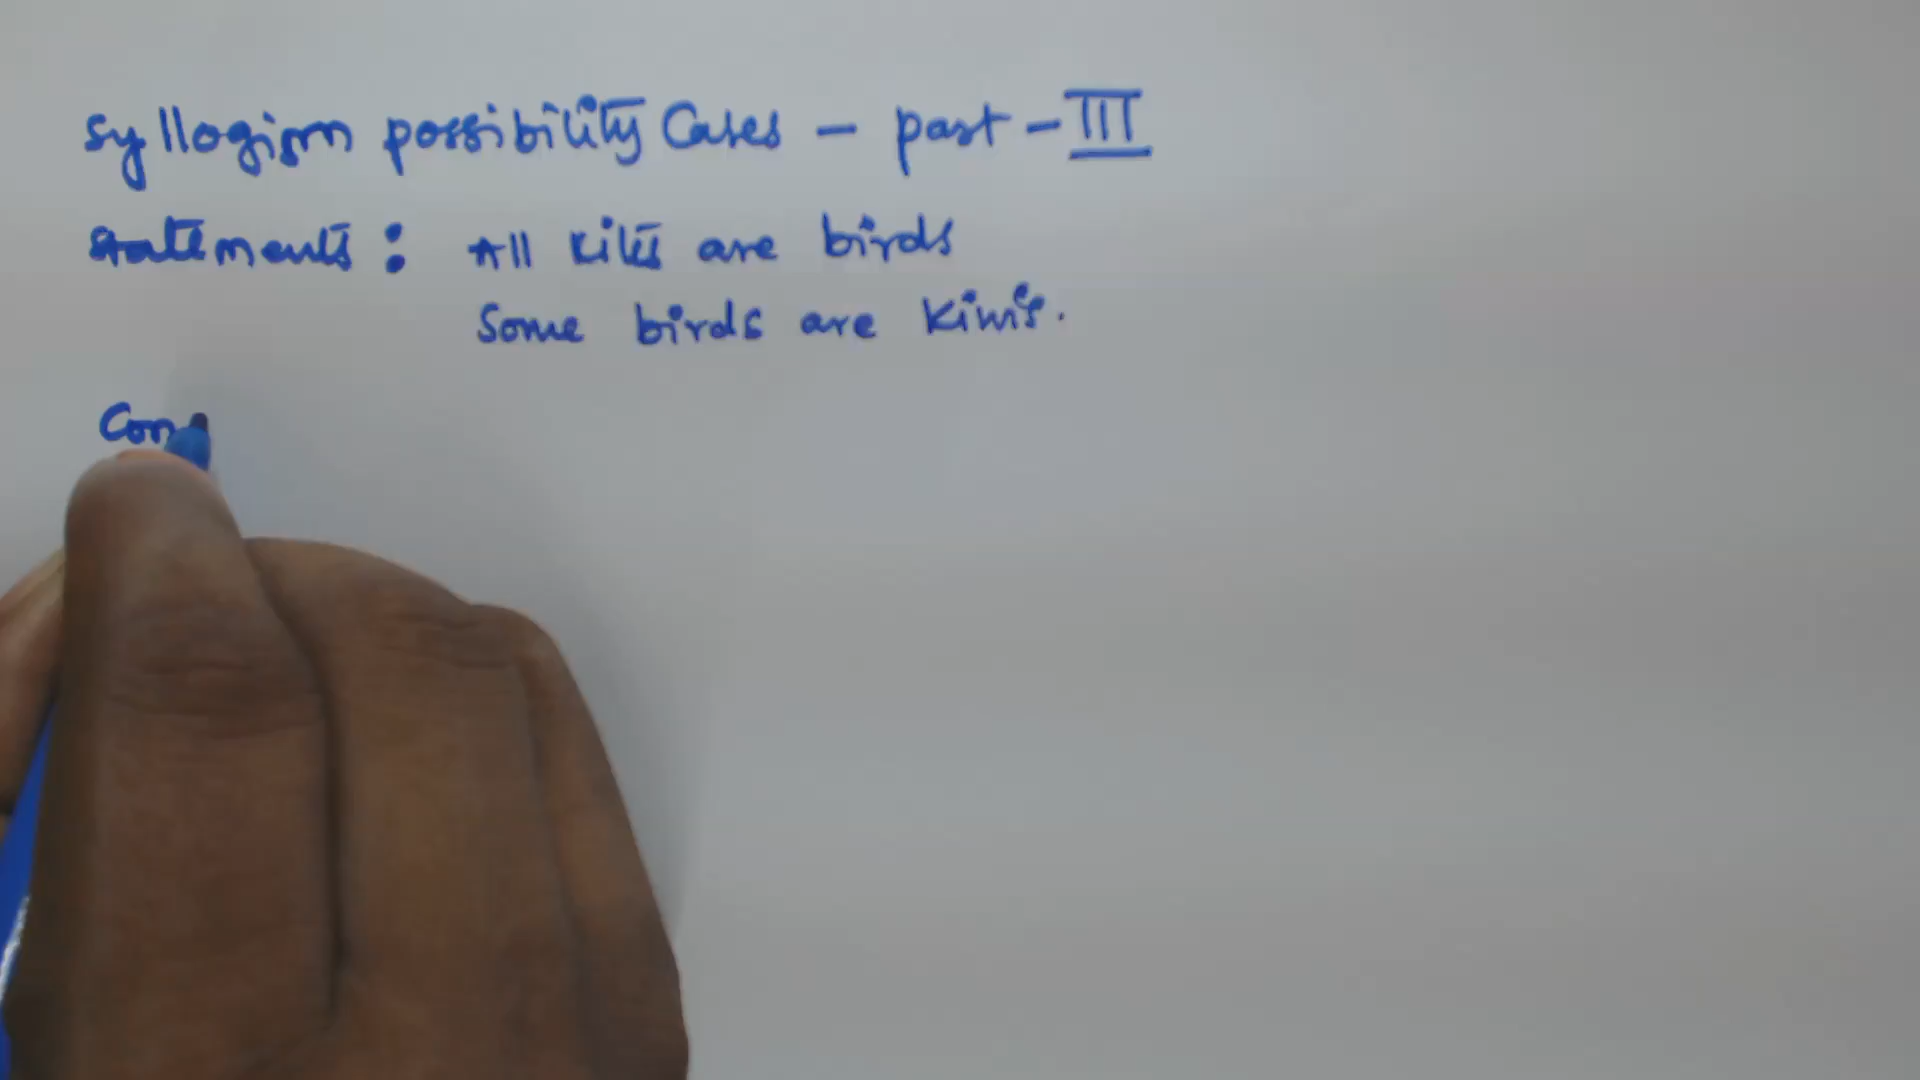 Syllogism possibility Cases - part - III
Statements : All kites are birds
Some birds are Kiwis.
Con